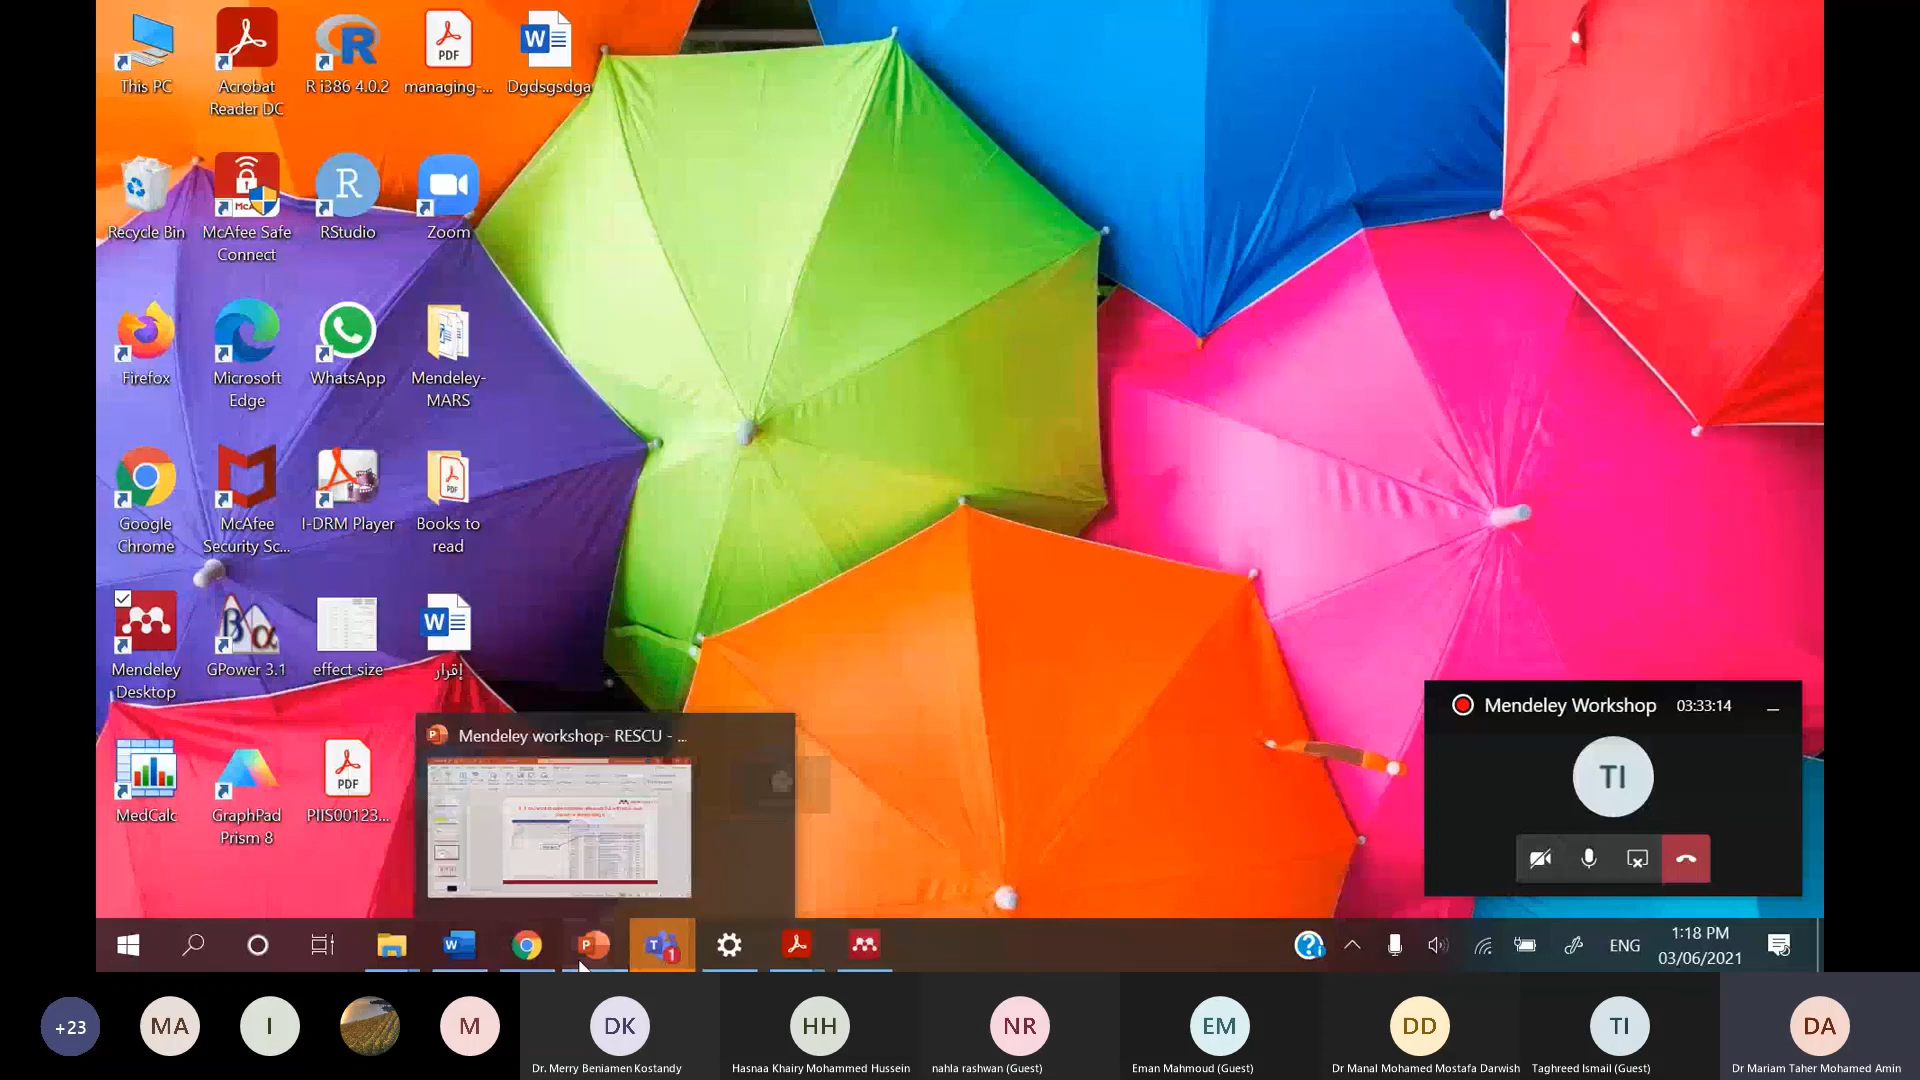 This PC
Acrobat
Reader DC
R i386 4.0.2
PDF
managing-...
W
Dgdsgsdga
Recycle Bin
McAfee Safe
Connect
R
RStudio
Zoom
Firefox
Microsoft
Edge
WhatsApp
Mendeley-
MARS
Google
Chrome
McAfee
Security Sc...
I-DRM Player
PDF
Books to
read
Mendeley
Desktop
GPower 3.1
effect size
W
إقرار
MedCalc
GraphPad
Prism 8
PDF
PIIS00123...
Mendeley workshop- RESCU - ...
Mendeley Workshop
03:33:14
TI
ENG
1:18 PM
03/06/2021
+23
MA
I
M
DK
Dr. Merry Beniamen Kostandy
HH
Hasnaa Khairy Mohammed Hussein
NR
nahla rashwan (Guest)
EM
Eman Mahmoud (Guest)
DD
Dr Manal Mohamed Mostafa Darwish
TI
Taghreed Ismail (Guest)
DA
Dr Mariam Taher Mohamed Amin